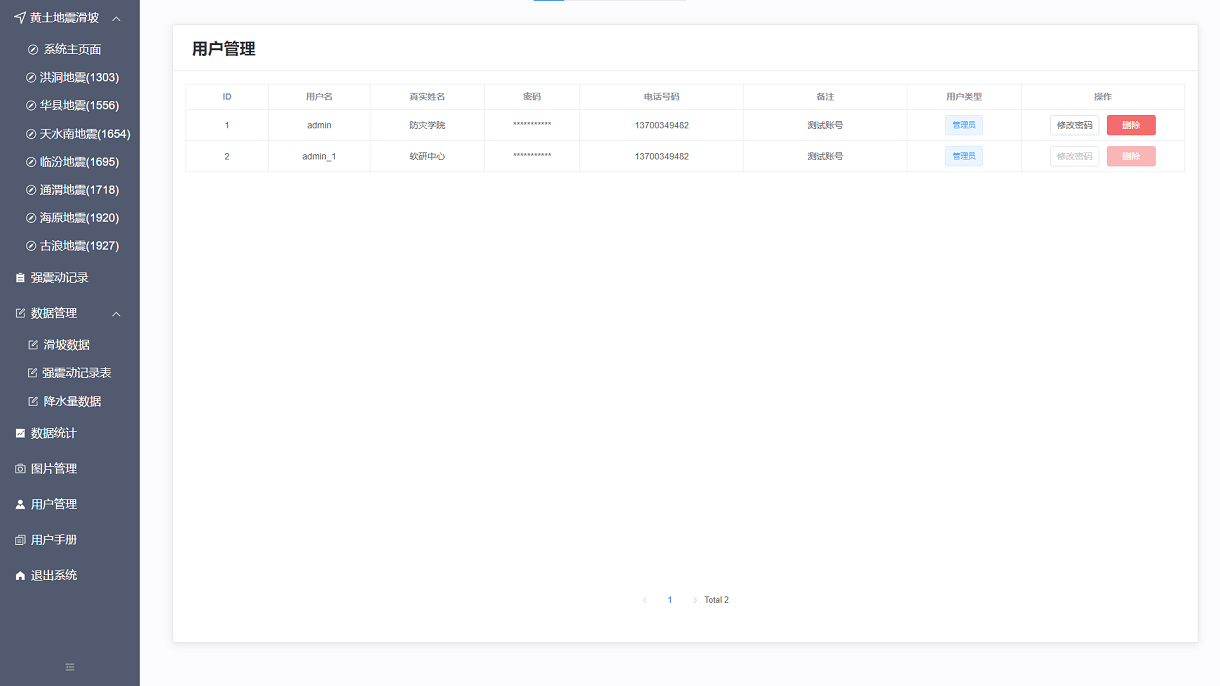 黄土地震滑坡
系统主页面
洪洞地震(1303)
华县地震(1556)
天水南地震(1654)
临汾地震(1695)
通渭地震(1718)
海原地震(1920)
古浪地震(1927)
强震动记录
数据管理
滑坡数据
强震动记录表
降水量数据
数据统计
图片管理
用户管理
用户手册
退出系统
用户管理
ID 用户名 真实姓名 密码 电话号码 备注 用户类型 操作
1 admin 防灾学院 *********** 13700349482 测试账号 管理员 修改密码 删除
2 admin_1 软研中心 *********** 13700349482 测试账号 管理员 修改密码 删除
1 Total 2